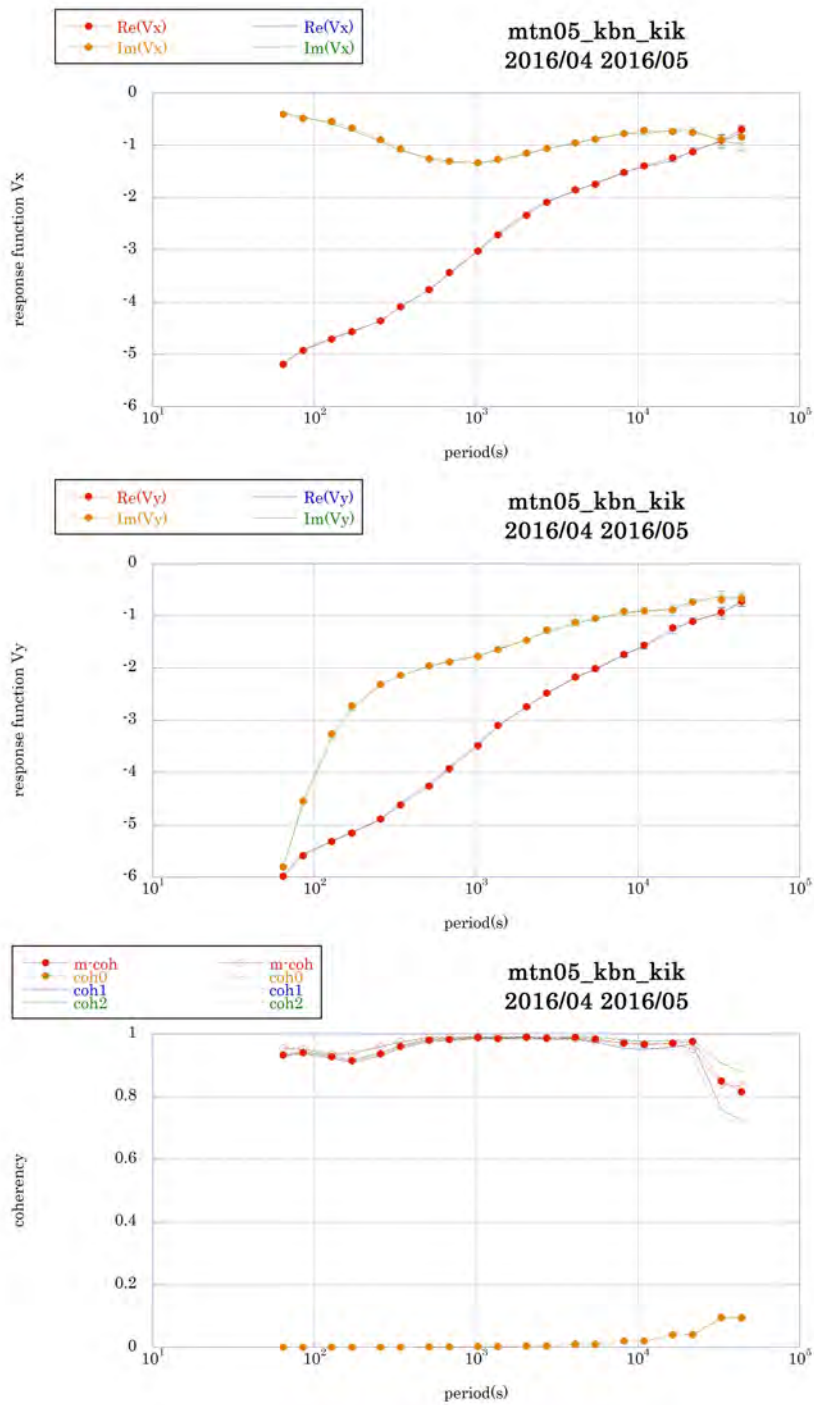 Re(Vx) Re(Vx)
Im(Vx) Im(Vx)
mtn05_kbn_kik
2016/04 2016/05
0
-1
-2
-3
-4
-5
-6
response function Vx
10¹ 10² 10³ 10⁴ 10⁵
period(s)
Re(Vy) Re(Vy)
Im(Vy) Im(Vy)
mtn05_kbn_kik
2016/04 2016/05
0
-1
-2
-3
-4
-5
-6
response function Vy
10¹ 10² 10³ 10⁴ 10⁵
period(s)
m-coh m-coh
coh0 coh0
coh1 coh1
coh2 coh2
mtn05_kbn_kik
2016/04 2016/05
1
0.8
0.6
0.4
0.2
0
coherency
10¹ 10² 10³ 10⁴ 10⁵
period(s)